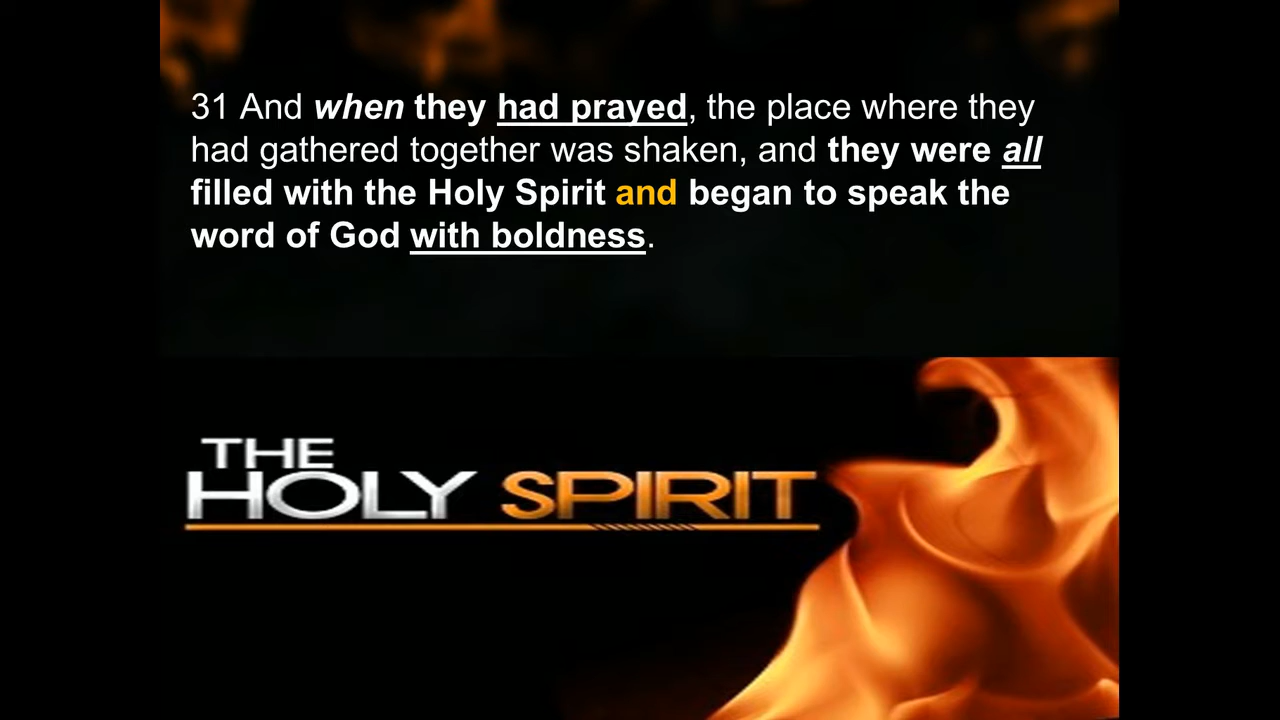 31 And when they had prayed, the place where they
had gathered together was shaken, and they were all
filled with the Holy Spirit and began to speak the
word of God with boldness.
THE
HOLY SPIRIT